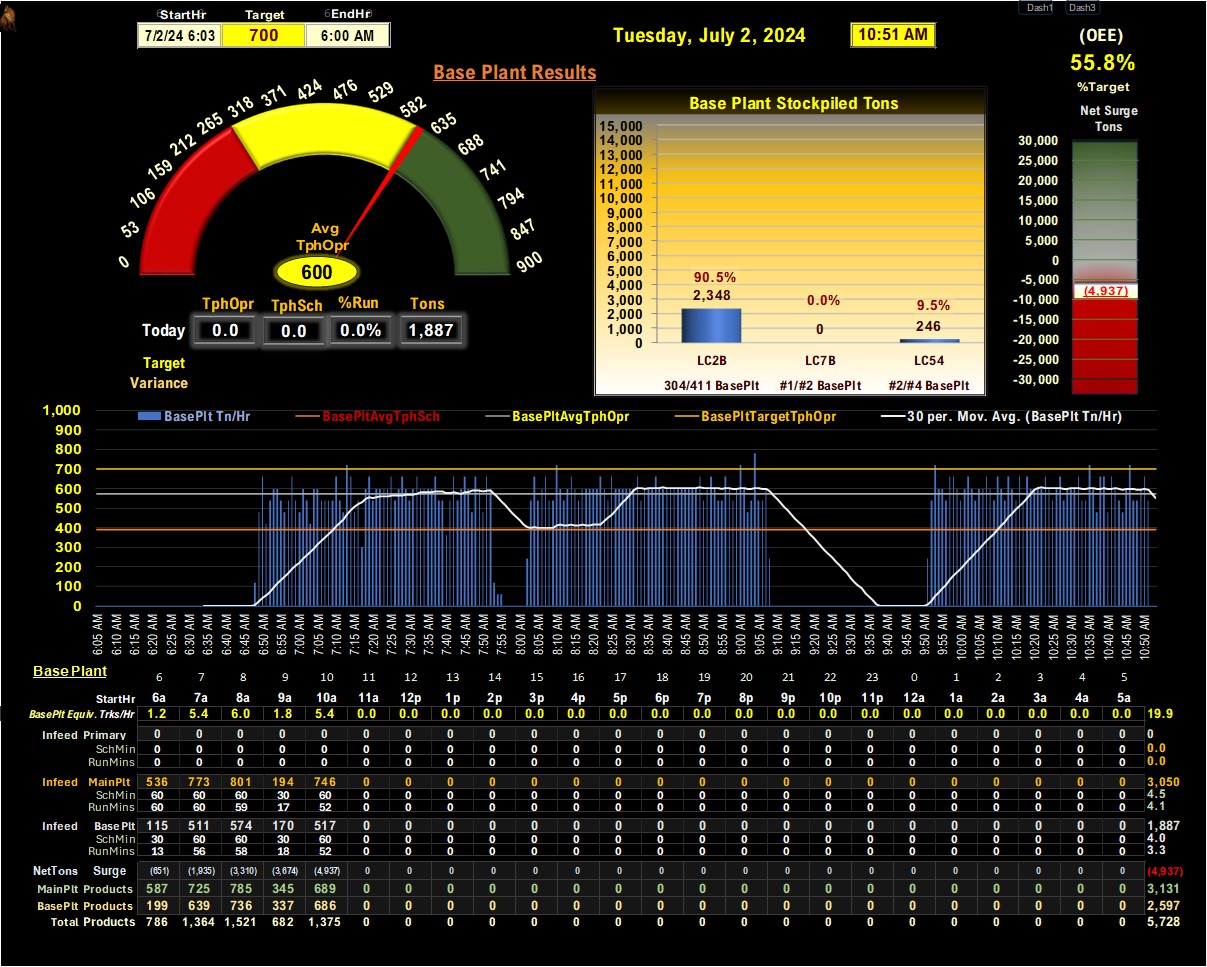 StartHr Target EndHr Dash1 Dash3
7/2/24 6:03 700 6:00 AM
Tuesday, July 2, 2024 10:51 AM (OEE)
55.8%
%Target
Base Plant Results
Net Surge
Tons
0 53 106 159 212 265 318 371 424 476 529 582 635 688 741 794 847 900
Avg
TphOpr
600
TphOpr TphSch %Run Tons
Today 0.0 0.0 0.0% 1,887
Target
Variance
Base Plant Stockpiled Tons
15,000
14,000
13,000
12,000
11,000
10,000
9,000
8,000
7,000
6,000
5,000
4,000
3,000
2,000
1,000
0
90.5% 0.0% 9.5%
2,348 0 246
LC2B LC7B LC54
304/411 BasePlt #1/#2 BasePlt #2/#4 BasePlt
30,000
25,000
20,000
15,000
10,000
5,000
0
-5,000
(4,937)
-10,000
-15,000
-20,000
-25,000
-30,000
BasePlt Tn/Hr BasePltAvgTphSch BasePltAvgTphOpr BasePltTargetTphOpr 30 per. Mov. Avg. (BasePlt Tn/Hr)
1,000
900
800
700
600
500
400
300
200
100
0
6:05 AM 6:10 AM 6:15 AM 6:20 AM 6:25 AM 6:30 AM 6:35 AM 6:40 AM 6:45 AM 6:50 AM 6:55 AM 7:00 AM 7:05 AM 7:10 AM 7:15 AM 7:20 AM 7:25 AM 7:30 AM 7:35 AM 7:40 AM 7:45 AM 7:50 AM 7:55 AM 8:00 AM 8:05 AM 8:10 AM 8:15 AM 8:20 AM 8:25 AM 8:30 AM 8:35 AM 8:40 AM 8:45 AM 8:50 AM 8:55 AM 9:00 AM 9:05 AM 9:10 AM 9:15 AM 9:20 AM 9:25 AM 9:30 AM 9:35 AM 9:40 AM 9:45 AM 9:50 AM 9:55 AM 10:00 AM 10:05 AM 10:10 AM 10:15 AM 10:20 AM 10:25 AM 10:30 AM 10:35 AM 10:40 AM 10:45 AM 10:50 AM
Base Plant 6 7 8 9 10 11 12 13 14 15 16 17 18 19 20 21 22 23 0 1 2 3 4 5
StartHr 6a 7a 8a 9a 10a 11a 12p 1p 2p 3p 4p 5p 6p 7p 8p 9p 10p 11p 12a 1a 2a 3a 4a 5a
BasePlt Equiv. Trks/Hr 1.2 5.4 6.0 1.8 5.4 0.0 0.0 0.0 0.0 0.0 0.0 0.0 0.0 0.0 0.0 0.0 0.0 0.0 0.0 0.0 0.0 0.0 0.0 0.0 19.9
Infeed Primary 0 0 0 0 0 0 0 0 0 0 0 0 0 0 0 0 0 0 0 0 0 0 0 0 0
SchMin 0 0 0 0 0 0 0 0 0 0 0 0 0 0 0 0 0 0 0 0 0 0 0 0 0.0
RunMins 0 0 0 0 0 0 0 0 0 0 0 0 0 0 0 0 0 0 0 0 0 0 0 0 0.0
Infeed MainPlt 536 773 801 194 746 0 0 0 0 0 0 0 0 0 0 0 0 0 0 0 0 0 0 0 3,050
SchMin 60 60 60 30 60 0 0 0 0 0 0 0 0 0 0 0 0 0 0 0 0 0 0 0 4.5
RunMins 60 60 59 17 52 0 0 0 0 0 0 0 0 0 0 0 0 0 0 0 0 0 0 0 4.1
Infeed Base Plt 115 511 574 170 517 0 0 0 0 0 0 0 0 0 0 0 0 0 0 0 0 0 0 0 1,887
SchMin 30 60 60 30 60 0 0 0 0 0 0 0 0 0 0 0 0 0 0 0 0 0 0 0 4.0
RunMins 13 56 58 18 52 0 0 0 0 0 0 0 0 0 0 0 0 0 0 0 0 0 0 0 3.3
NetTons Surge (651) (1,935) (3,310) (3,674) (4,937) 0 0 0 0 0 0 0 0 0 0 0 0 0 0 0 0 0 0 0 (4,937)
MainPlt Products 587 725 785 345 689 0 0 0 0 0 0 0 0 0 0 0 0 0 0 0 0 0 0 0 3,131
BasePlt Products 199 639 736 337 686 0 0 0 0 0 0 0 0 0 0 0 0 0 0 0 0 0 0 0 2,597
Total Products 786 1,364 1,521 682 1,375 0 0 0 0 0 0 0 0 0 0 0 0 0 0 0 0 0 0 0 5,728